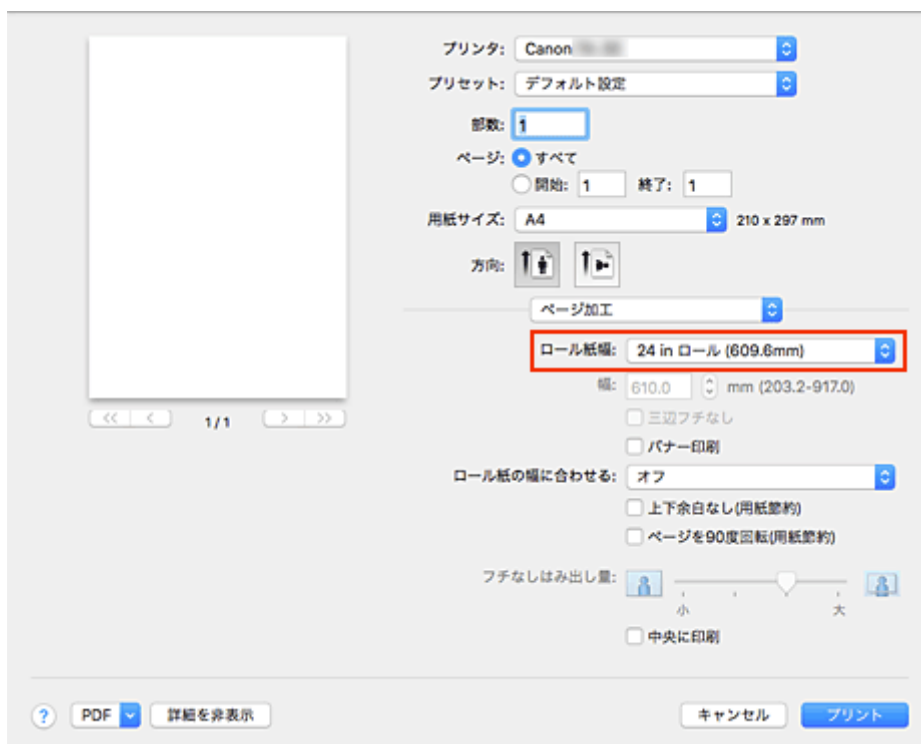 プリンタ: Canon
プリセット: デフォルト設定
部数: 1
ページ: すべて
開始: 1 終了: 1
用紙サイズ: A4 210 x 297 mm
方向:
ページ加工
ロール紙幅: 24 in ロール (609.6mm)
幅: 610.0 mm (203.2-917.0)
<< < 1/1 > >>
三辺フチなし
バナー印刷
ロール紙の幅に合わせる: オフ
上下余白なし(用紙節約)
ページを90度回転(用紙節約)
フチなしはみ出し量:
小 大
中央に印刷
? PDF 詳細を非表示 キャンセル プリント